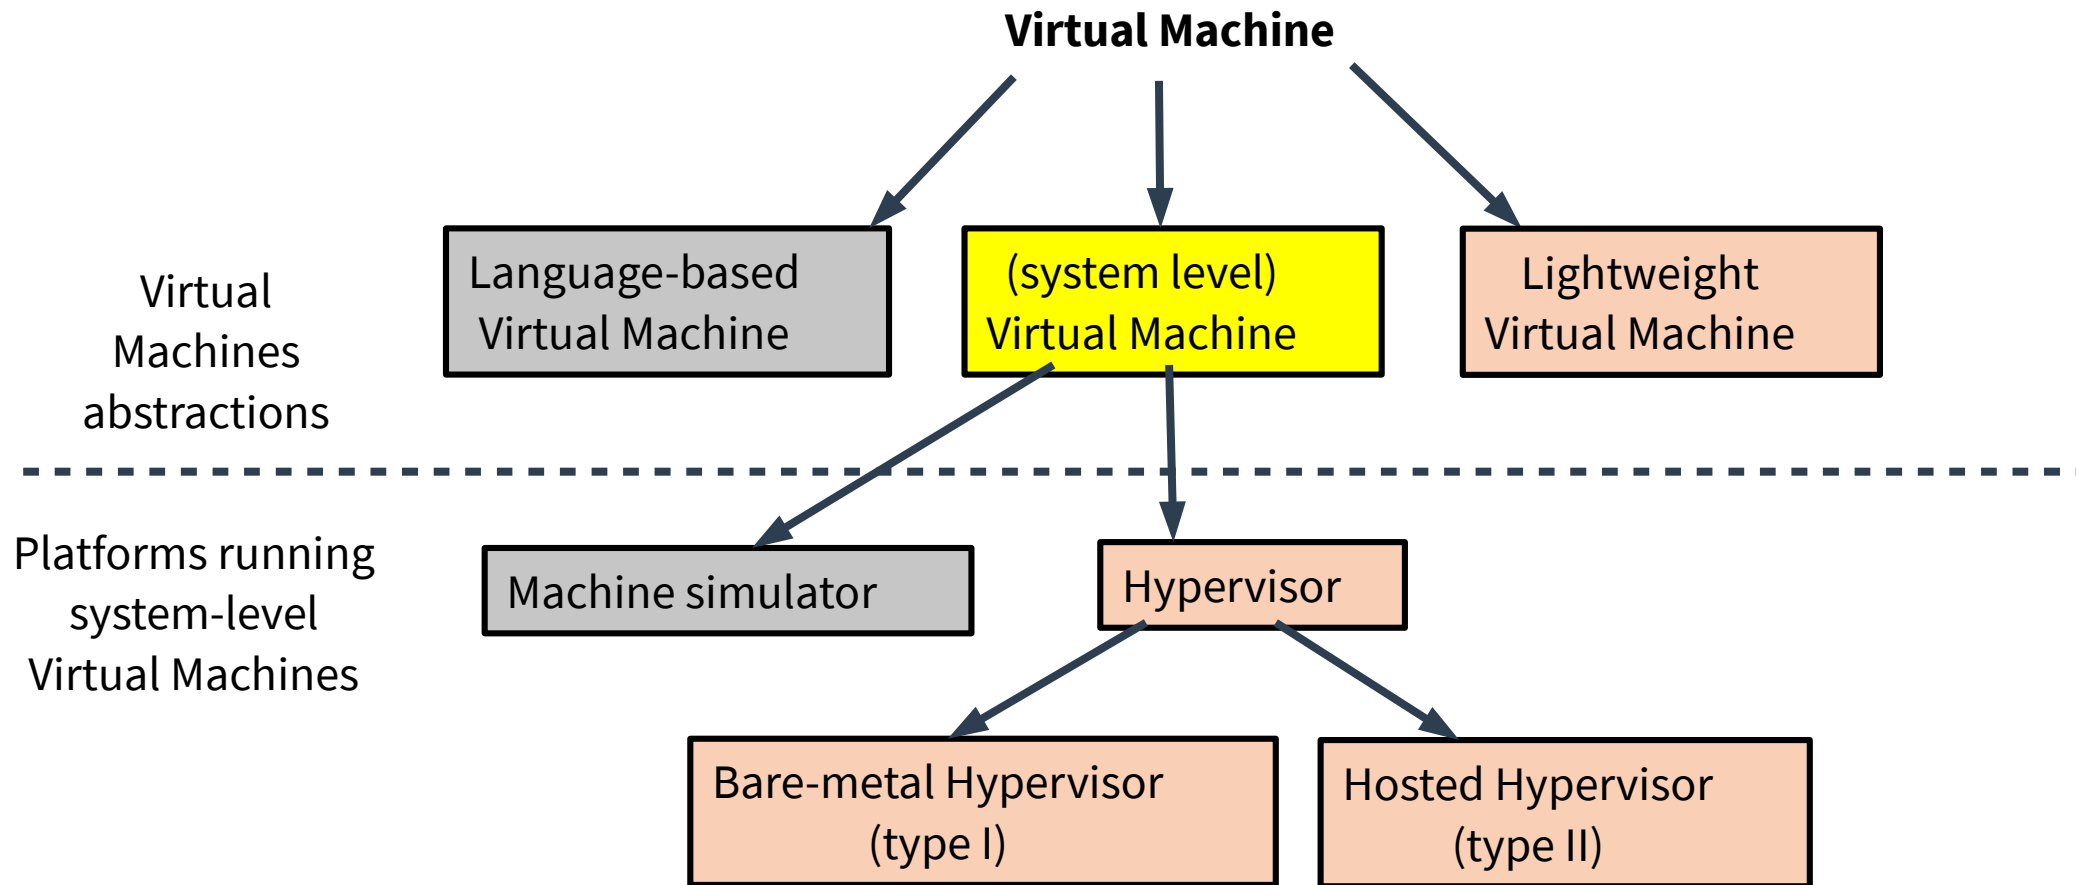 Virtual Machine
Language-based
Virtual Machine
(system level)
Virtual Machine
Lightweight
Virtual Machine
Virtual
Machines
abstractions
Platforms running
system-level
Virtual Machines
Machine simulator
Hypervisor
Bare-metal Hypervisor
(type I)
Hosted Hypervisor
(type II)